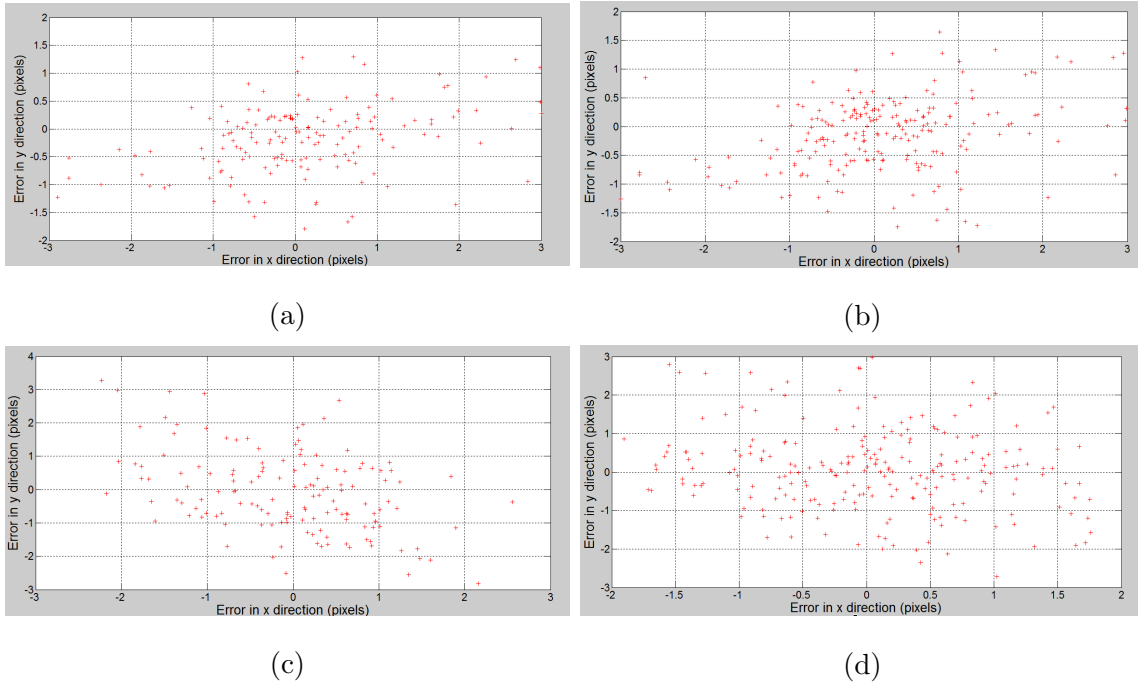 2
1.5
1
0.5
0
-0.5
-1
-1.5
-2
Error in y direction (pixels)
-3 -2 -1 0 1 2 3
Error in x direction (pixels)
(a)
2
1.5
1
0.5
0
-0.5
-1
-1.5
2
Error in y direction (pixels)
-3 -2 -1 0 1 2 3
Error in x direction (pixels)
(b)
4
3
2
1
0
-1
-2
-3
Error in y direction (pixels)
-3 -2 -1 0 1 2 3
Error in x direction (pixels)
(c)
3
2
1
0
-1
-2
3
Error in y direction (pixels)
-2 -1.5 -1 -0.5 0 0.5 1 1.5 2
Error in x direction (pixels)
(d)